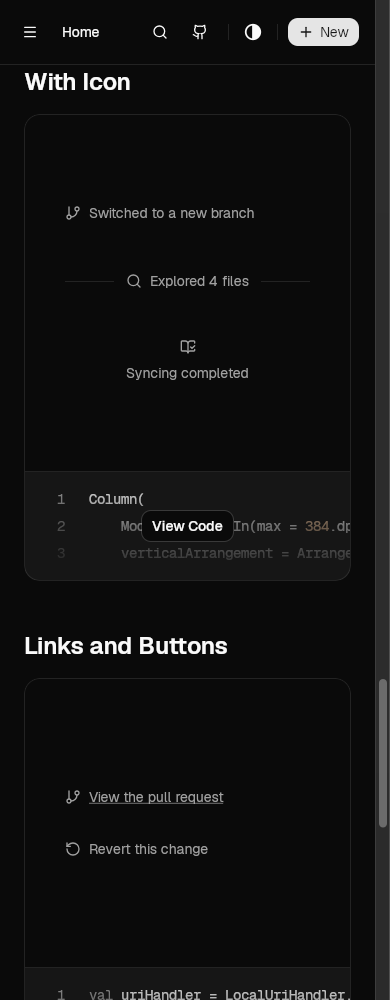 Home
New
With Icon
Switched to a new branch
Explored 4 files
Syncing completed
1 Column(
2 In(max = 384.dp
View Code
3 verticalArrangement = Arrange
Links and Buttons
View the pull request
Revert this change
1 val uriHandler = LocalUriHandler.